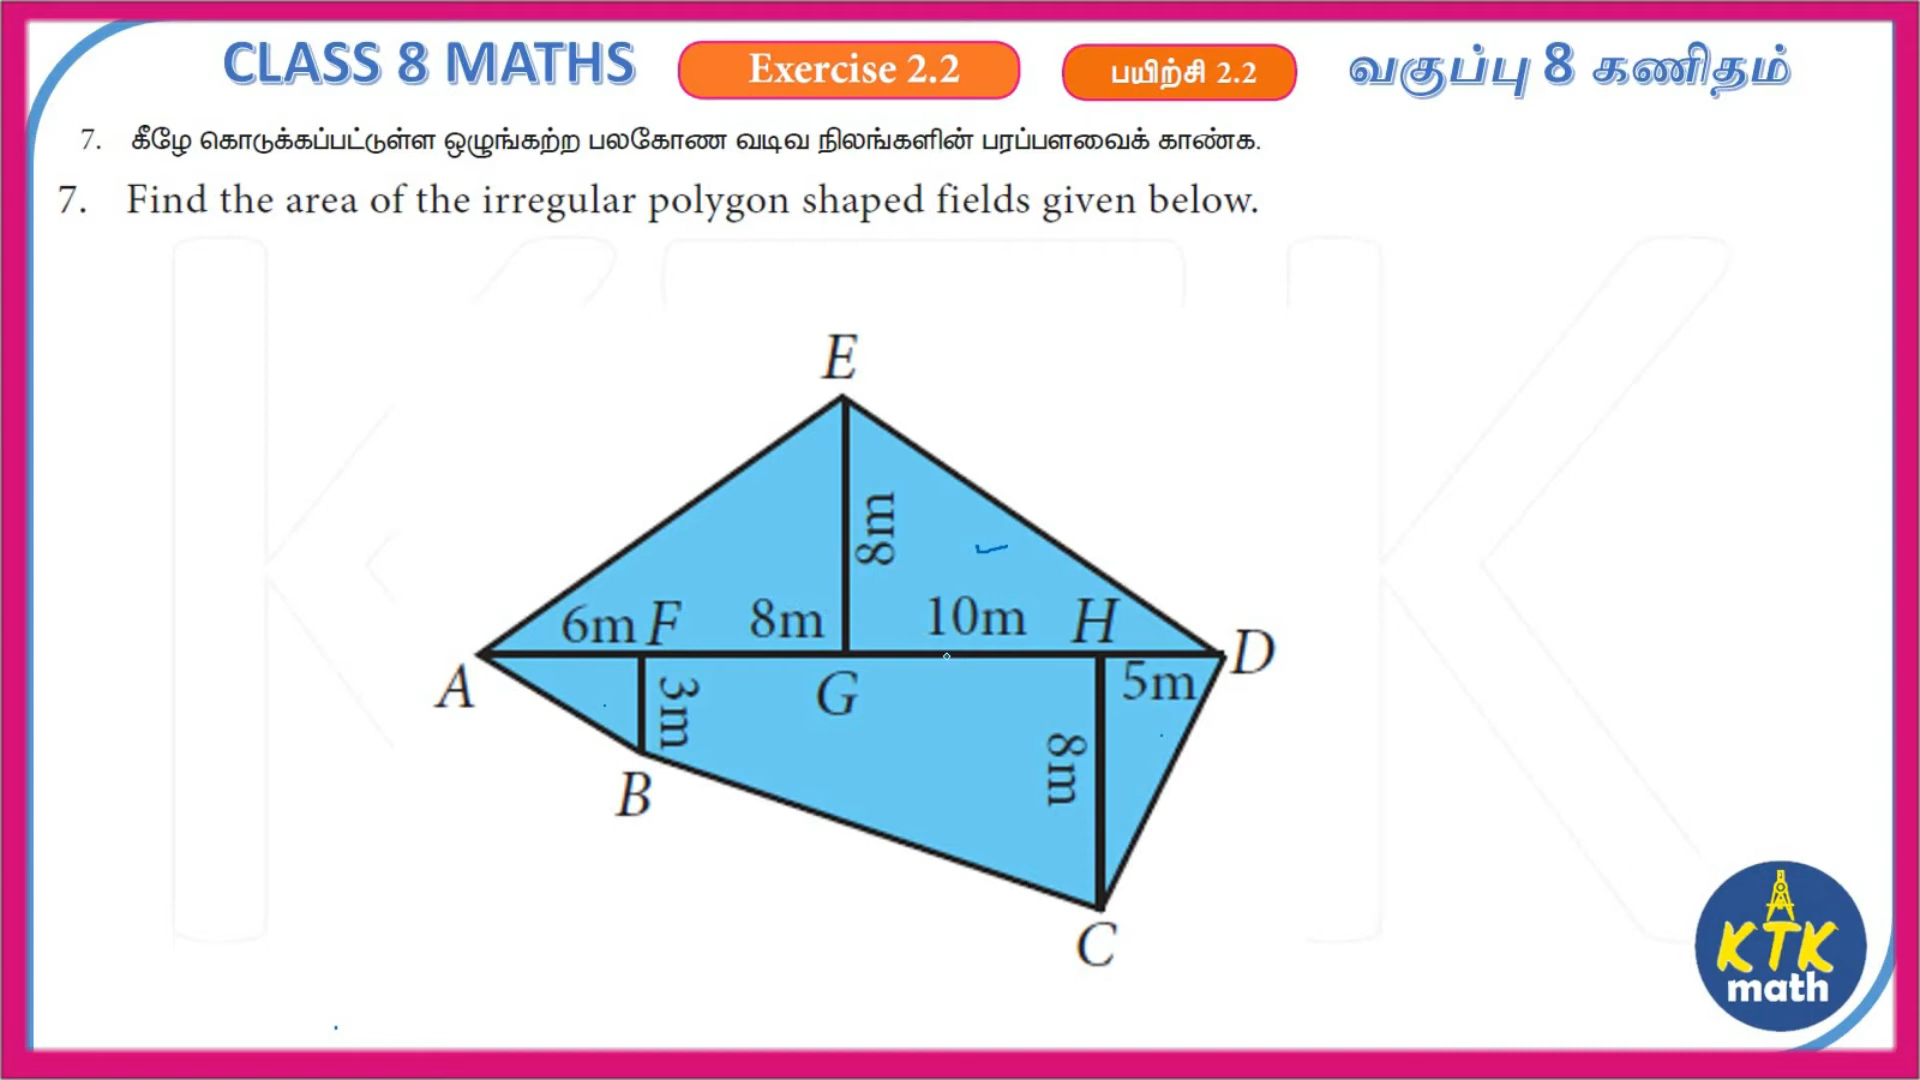 CLASS 8 MATHS Exercise 2.2 பயிற்சி 2.2 வகுப்பு 8 கணிதம்
7. கீழே கொடுக்கப்பட்டுள்ள ஒழுங்கற்ற பலகோண வடிவ நிலங்களின் பரப்பளவைக் காண்க.
7. Find the area of the irregular polygon shaped fields given below.
E
8m
6m F 8m 10m H
A G 5m D
3m
8m
B
C
KTK
math